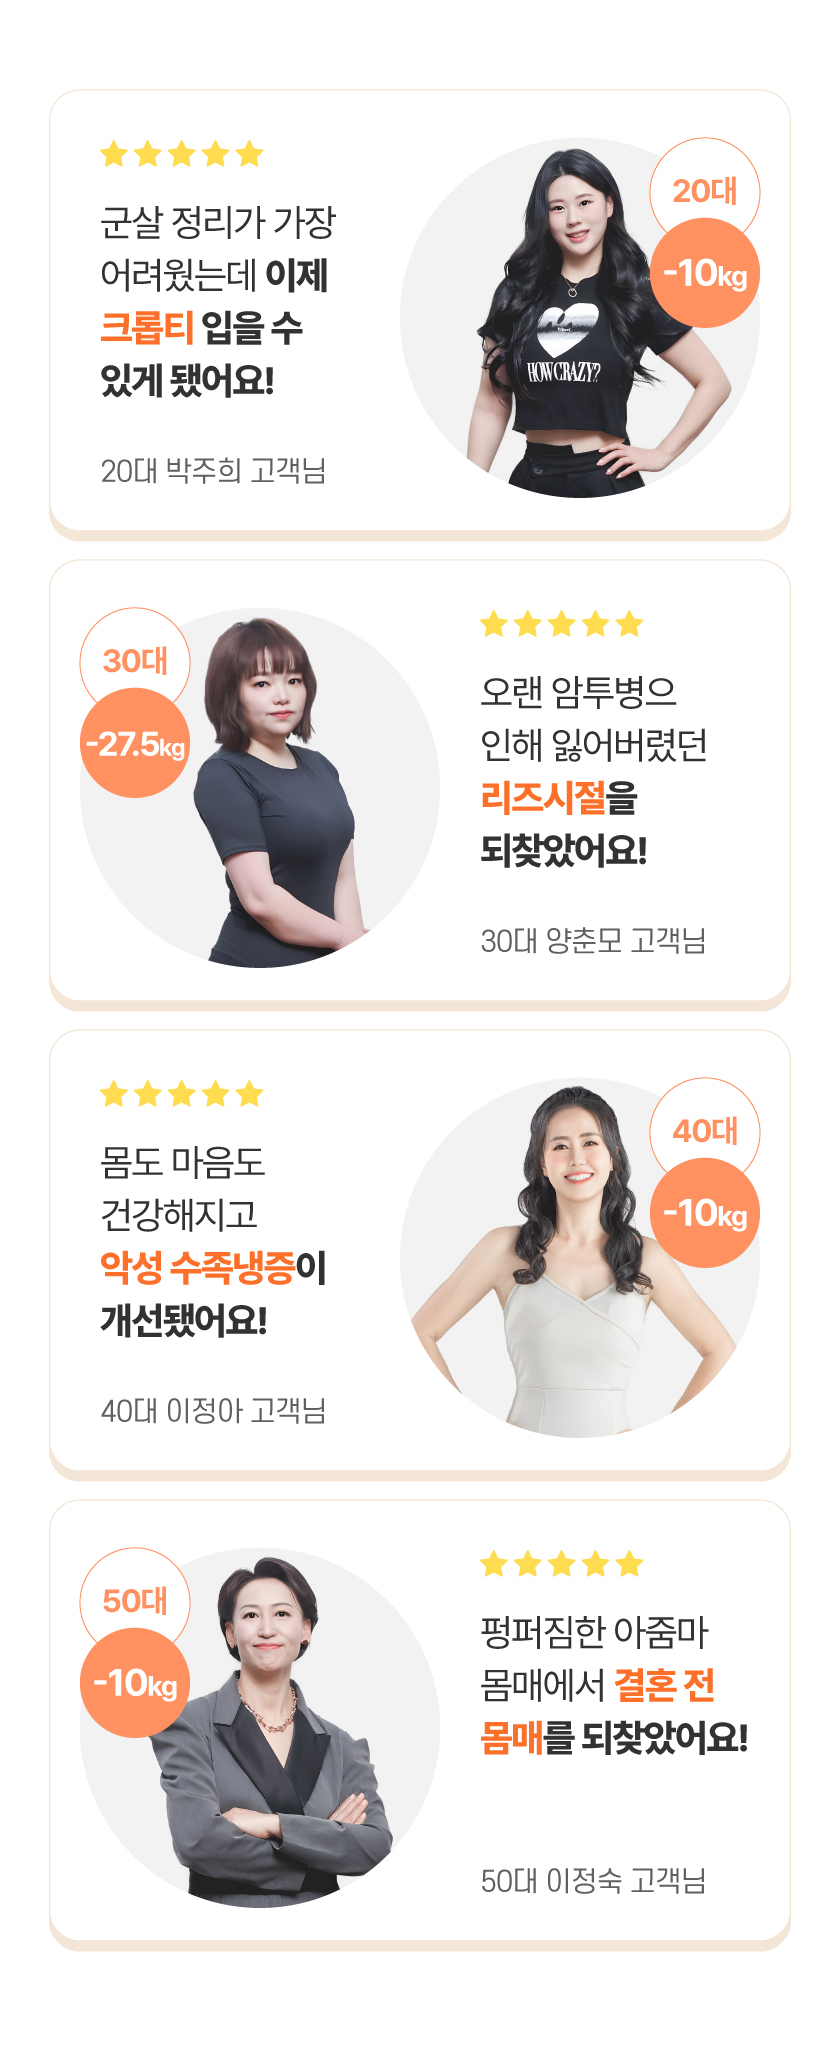 군살 정리가 가장
어려웠는데 이제
크롭티 입을 수
있게 됐어요!
20대 박주희 고객님
20대
-10kg
HOW CRAZY?
30대
-27.5kg
오랜 암투병으
인해 잃어버렸던
리즈시절을
되찾았어요!
30대 양춘모 고객님
몸도 마음도
건강해지고
악성 수족냉증이
개선됐어요!
40대 이정아 고객님
40대
-10kg
50대
-10kg
펑퍼짐한 아줌마
몸매에서 결혼 전
몸매를 되찾았어요!
50대 이정숙 고객님